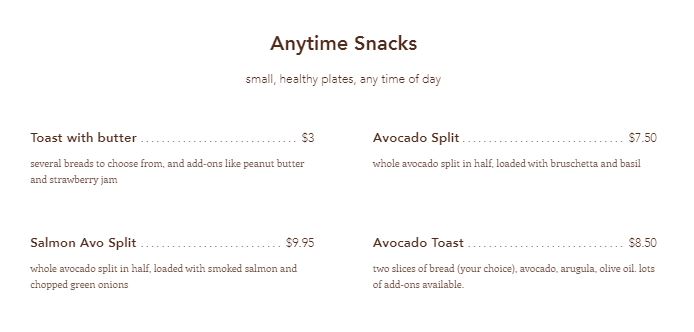 Anytime Snacks
small, healthy plates, any time of day
Toast with butter ............................. $3
several breads to choose from, and add-ons like peanut butter
and strawberry jam
Avocado Split ............................. $7.50
whole avocado split in half, loaded with bruschetta and basil
Salmon Avo Split .......................... $9.95
whole avocado split in half, loaded with smoked salmon and
chopped green onions
Avocado Toast ............................. $8.50
two slices of bread (your choice), avocado, arugula, olive oil. lots
of add-ons available.